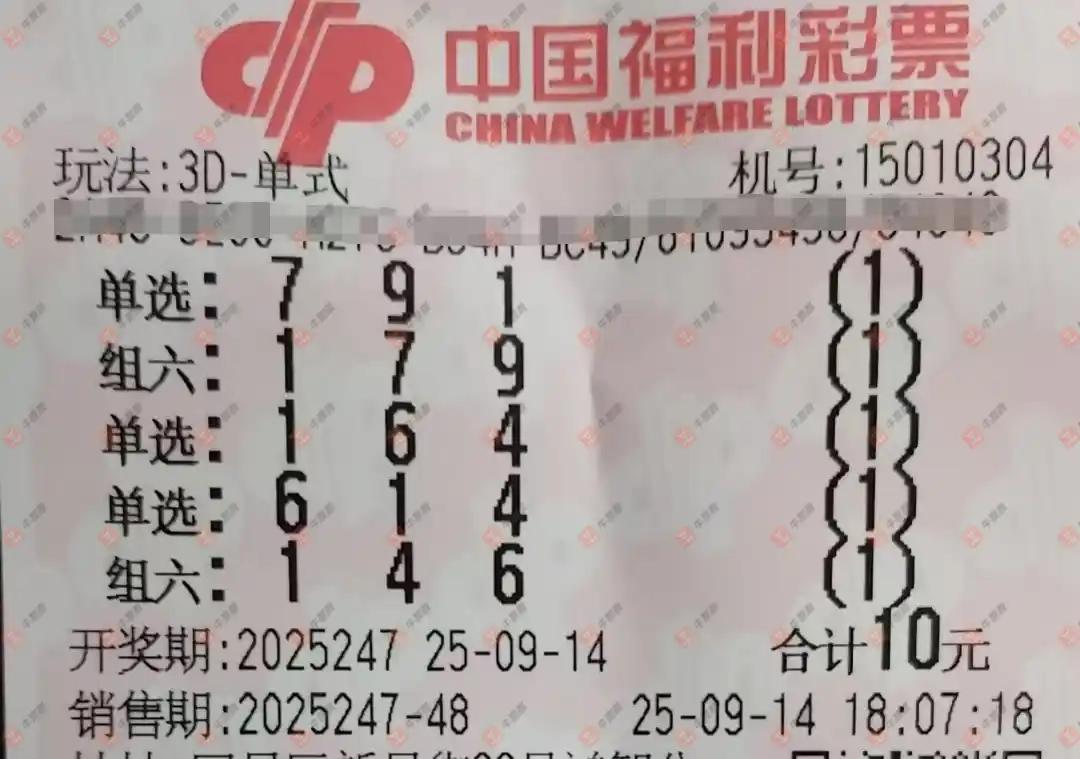 中国福利彩票
CHINA WELFARE LOTTERY
玩法:3D-单式 机号:15010304
单选: 7 9 1 (1)
组六: 1 7 9 (1)
单选: 1 6 4 (1)
单选: 6 1 4 (1)
组六: 1 4 6 (1)
开奖期:2025247 25-09-14 合计10元
销售期:2025247-48 25-09-14 18:07:18